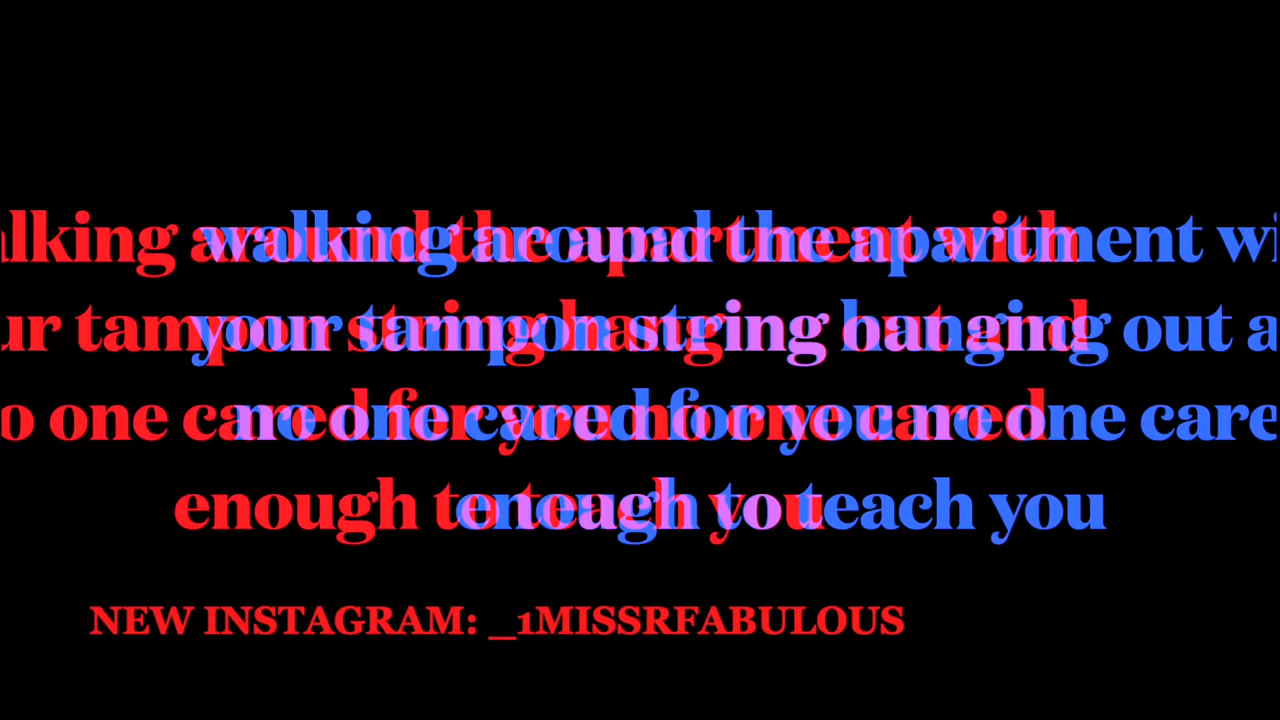 walking around the apartment with
your tampon string hanging out and
no one cared for you no one cared
enough to teach you
NEW INSTAGRAM: _1MISSRFABULOUS